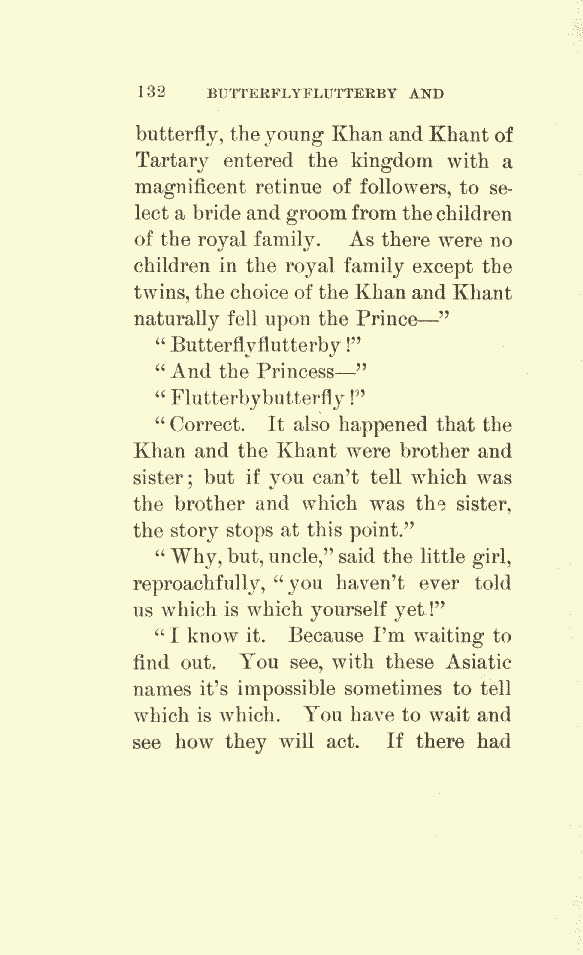 132 BUTTERFLYFLUTTERBY AND
butterfly, the young Khan and Khant of
Tartary entered the kingdom with a
magnificent retinue of followers, to se-
lect a bride and groom from the children
of the royal family. As there were no
children in the royal family except the
twins, the choice of the Khan and Khant
naturally fell upon the Prince—”
“ Butterflyflutterby !”
“ And the Princess—”
“ Flutterbybutterfly !”
“ Correct. It also happened that the
Khan and the Khant were brother and
sister ; but if you can’t tell which was
the brother and which was the sister,
the story stops at this point.”
“ Why, but, uncle,” said the little girl,
reproachfully, “ you haven’t ever told
us which is which yourself yet !”
“ I know it. Because I’m waiting to
find out. You see, with these Asiatic
names it’s impossible sometimes to tell
which is which. You have to wait and
see how they will act. If there had